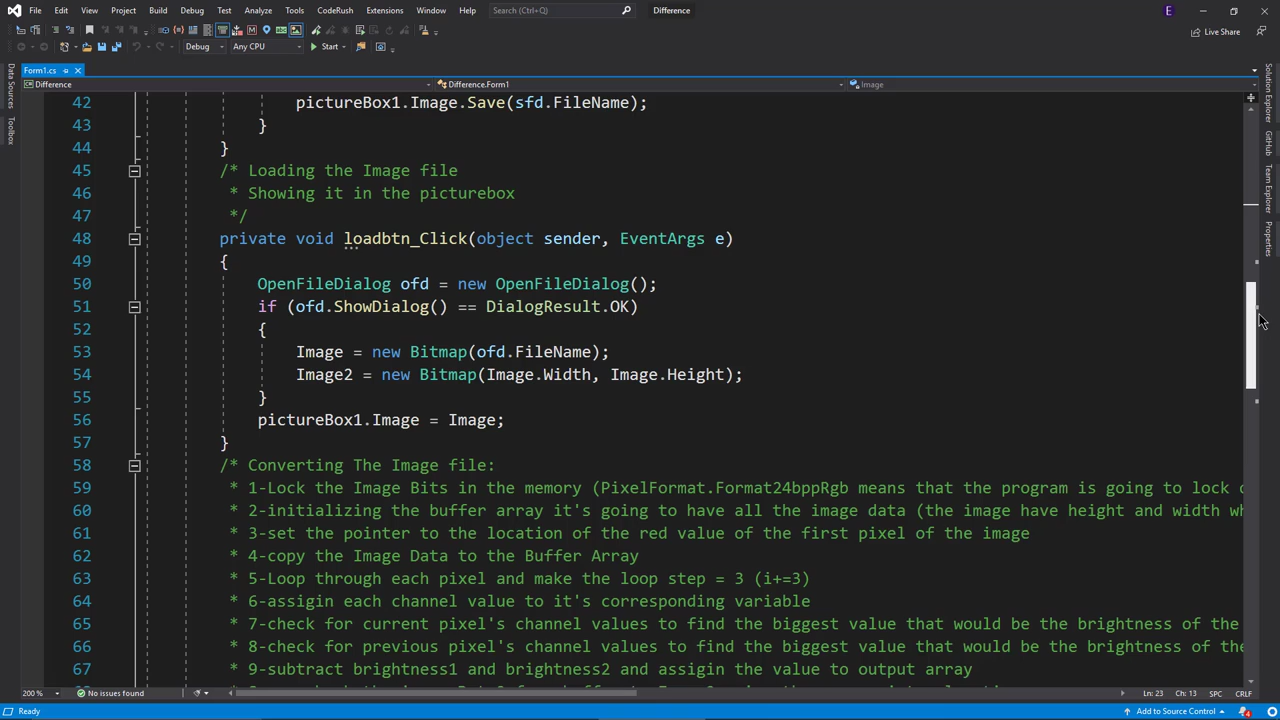 File Edit View Project Build Debug Test Analyze Tools CodeRush Extensions Window Help Search (Ctrl+Q) Difference E
Live Share
Debug Any CPU Start
Form1.cs
Difference Difference.Form1 Image
Data Sources
Toolbox
Solution Explorer
GitHub
Team Explorer
Properties
42 pictureBox1.Image.Save(sfd.FileName);
43 }
44 }
45 /* Loading the Image file
46 * Showing it in the picturebox
47 */
48 private void loadbtn_Click(object sender, EventArgs e)
49 {
50 OpenFileDialog ofd = new OpenFileDialog();
51 if (ofd.ShowDialog() == DialogResult.OK)
52 {
53 Image = new Bitmap(ofd.FileName);
54 Image2 = new Bitmap(Image.Width, Image.Height);
55 }
56 pictureBox1.Image = Image;
57 }
58 /* Converting The Image file:
59 * 1-Lock the Image Bits in the memory (PixelFormat.Format24bppRgb means that the program is going to lock
60 * 2-initializing the buffer array it's going to have all the image data (the image have height and width
61 * 3-set the pointer to the location of the red value of the first pixel of the image
62 * 4-copy the Image Data to the Buffer Array
63 * 5-Loop through each pixel and make the loop step = 3 (i+=3)
64 * 6-assigin each channel value to it's corresponding variable
65 * 7-check for current pixel's channel values to find the biggest value that would be the brightness of the
66 * 8-check for previous pixel's channel values to find the biggest value that would be the brightness of the
67 * 9-subtract brightness1 and brightness2 and assigin the value to output array
200 % No issues found Ln: 23 Ch: 13 SPC CRLF
Ready Add to Source Control 4